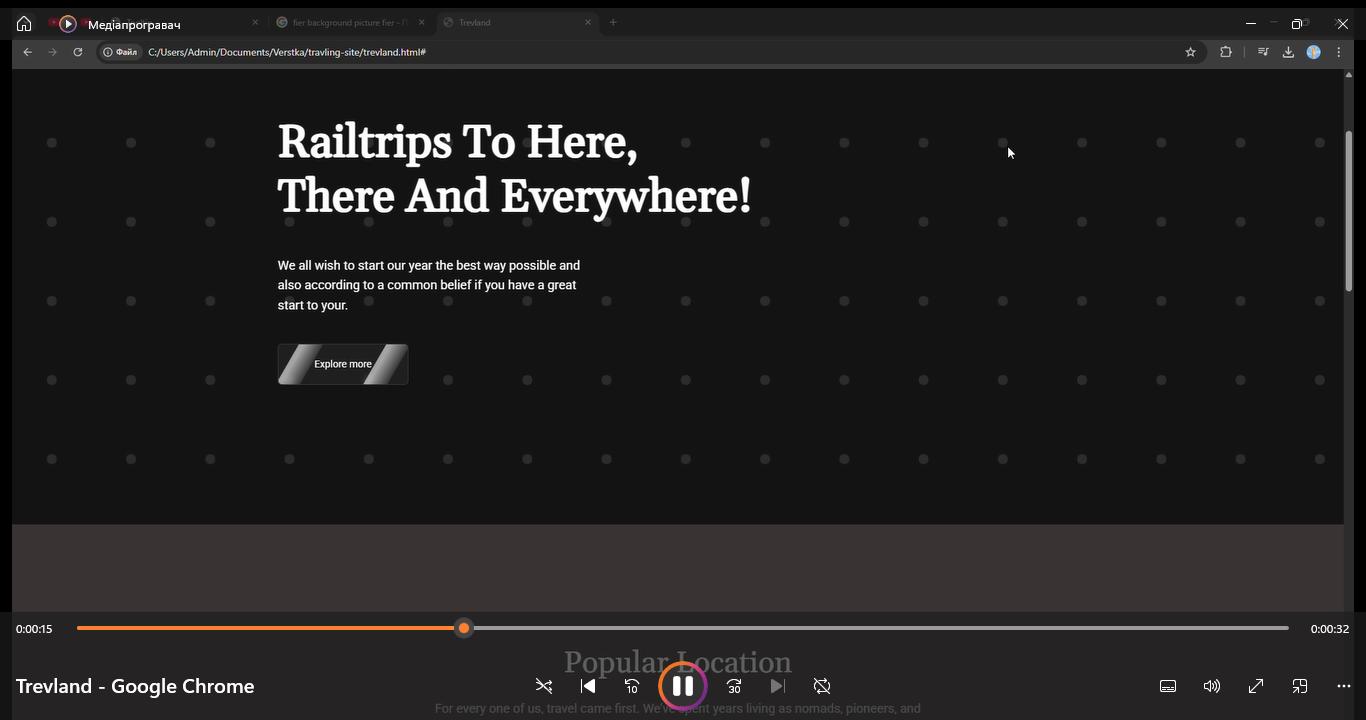 Медіапрогравач
fier background picture fier - П
Trevland
Файл
C:/Users/Admin/Documents/Verstka/travling-site/trevland.html#
Railtrips To Here,
There And Everywhere!
We all wish to start our year the best way possible and
also according to a common belief if you have a great
start to your.
Explore more
0:00:15
0:00:32
Popular Location
Trevland - Google Chrome
10
30
For every one of us, travel came first. We've spent years living as nomads, pioneers, and